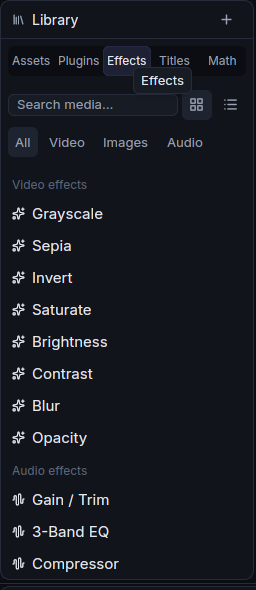 Library
Assets Plugins Effects Titles Math
Effects
Search media...
All Video Images Audio
Video effects
Grayscale
Sepia
Invert
Saturate
Brightness
Contrast
Blur
Opacity
Audio effects
Gain / Trim
3-Band EQ
Compressor